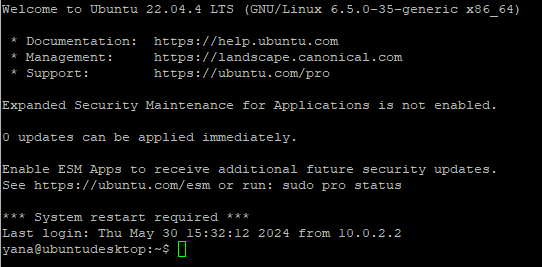 Welcome to Ubuntu 22.04.4 LTS (GNU/Linux 6.5.0-35-generic x86_64)
* Documentation: https://help.ubuntu.com
* Management: https://landscape.canonical.com
* Support: https://ubuntu.com/pro
Expanded Security Maintenance for Applications is not enabled.
0 updates can be applied immediately.
Enable ESM Apps to receive additional future security updates.
See https://ubuntu.com/esm or run: sudo pro status
*** System restart required ***
Last login: Thu May 30 15:32:12 2024 from 10.0.2.2
yana@ubuntudesktop:~$